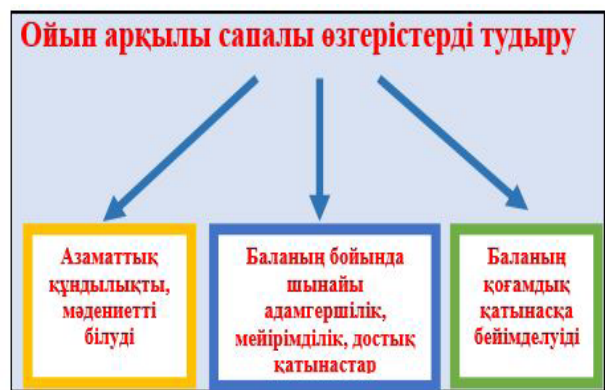 Ойын арқылы сапалы өзгерістерді тудыру
Азаматтық
құндылықты,
мәдениетті
білуді
Баланың бойында
шынайы
адамгершілік,
мейірімділік, достық
қатынастар
Баланың
қоғамдық
қатынасқа
бейімделуіді